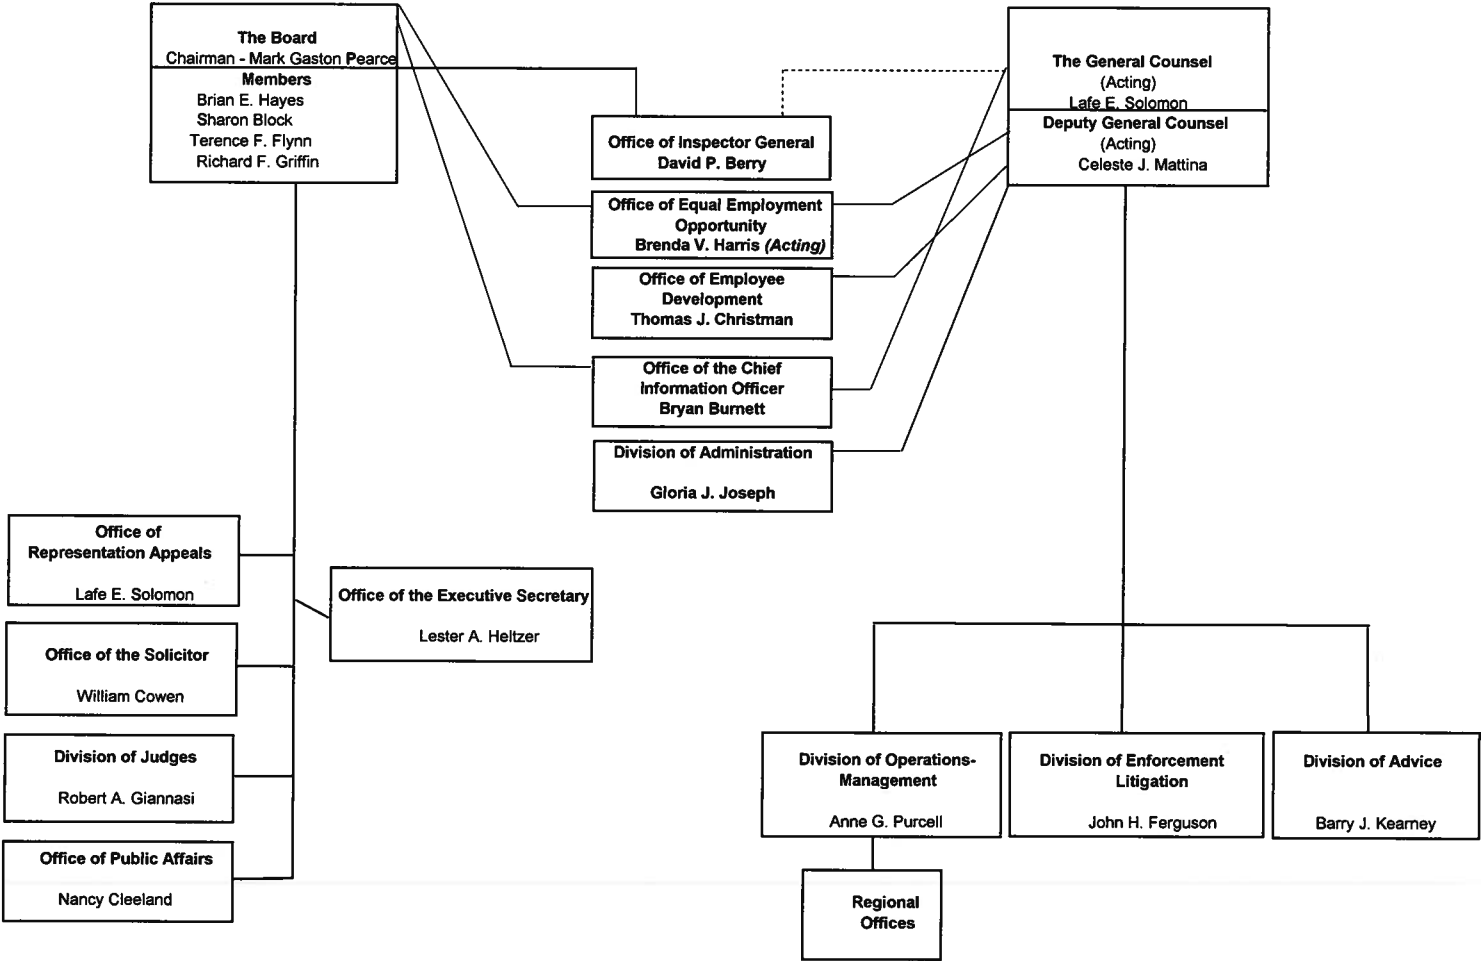 The Board
Chairman - Mark Gaston Pearce
Members
Brian E. Hayes
Sharon Block
Terence F. Flynn
Richard F. Griffin
The General Counsel
(Acting)
Lafe E. Solomon
Deputy General Counsel
(Acting)
Celeste J. Mattina
Office of Inspector General
David P. Berry
Office of Equal Employment
Opportunity
Brenda V. Harris (Acting)
Office of Employee
Development
Thomas J. Christman
Office of the Chief
Information Officer
Bryan Burnett
Division of Administration
Gloria J. Joseph
Office of
Representation Appeals
Lafe E. Solomon
Office of the Executive Secretary
Lester A. Heltzer
Office of the Solicitor
William Cowen
Division of Judges
Robert A. Giannasi
Office of Public Affairs
Nancy Cleeland
Division of Operations-
Management
Anne G. Purcell
Division of Enforcement
Litigation
John H. Ferguson
Division of Advice
Barry J. Kearney
Regional
Offices